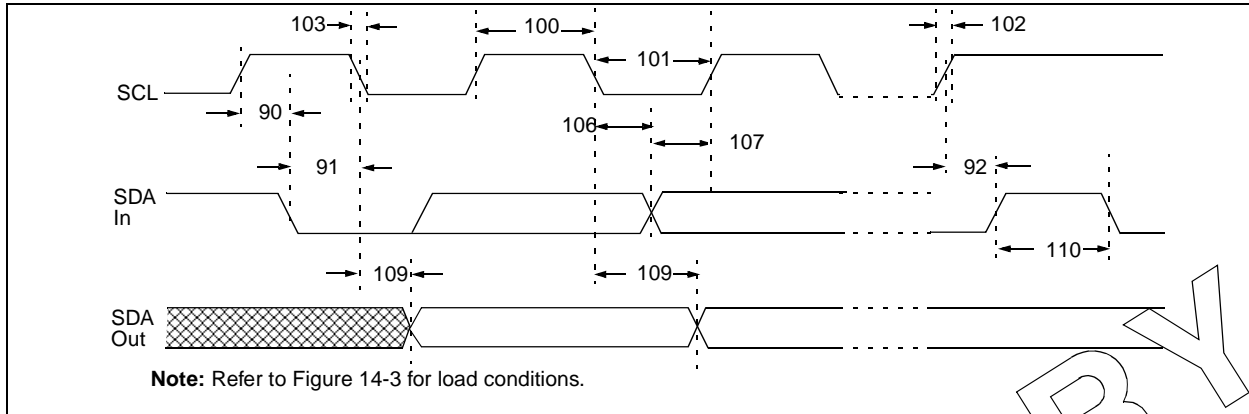 103
100
102
101
SCL
90
106
107
91
92
SDA
In
109
109
110
SDA
Out
Note: Refer to Figure 14-3 for load conditions.
R Y